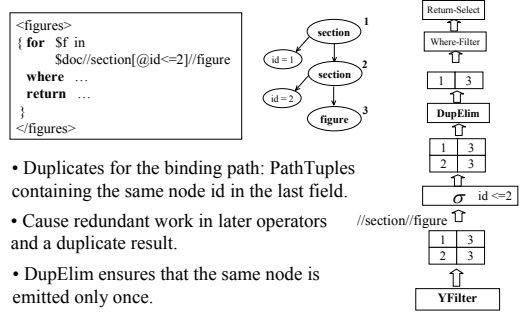 <figures>
{ for $f in
$doc//section[@id<=2]//figure
where …
return …
}
</figures>
section 1
id = 1
section 2
id = 2
figure 3
• Duplicates for the binding path: PathTuples
containing the same node id in the last field.
• Cause redundant work in later operators
and a duplicate result.
• DupElim ensures that the same node is
emitted only once.
Return-Select
Where-Filter
1 3
DupElim
1 3
2 3
σ id <=2
//section//figure
1 3
2 3
YFilter